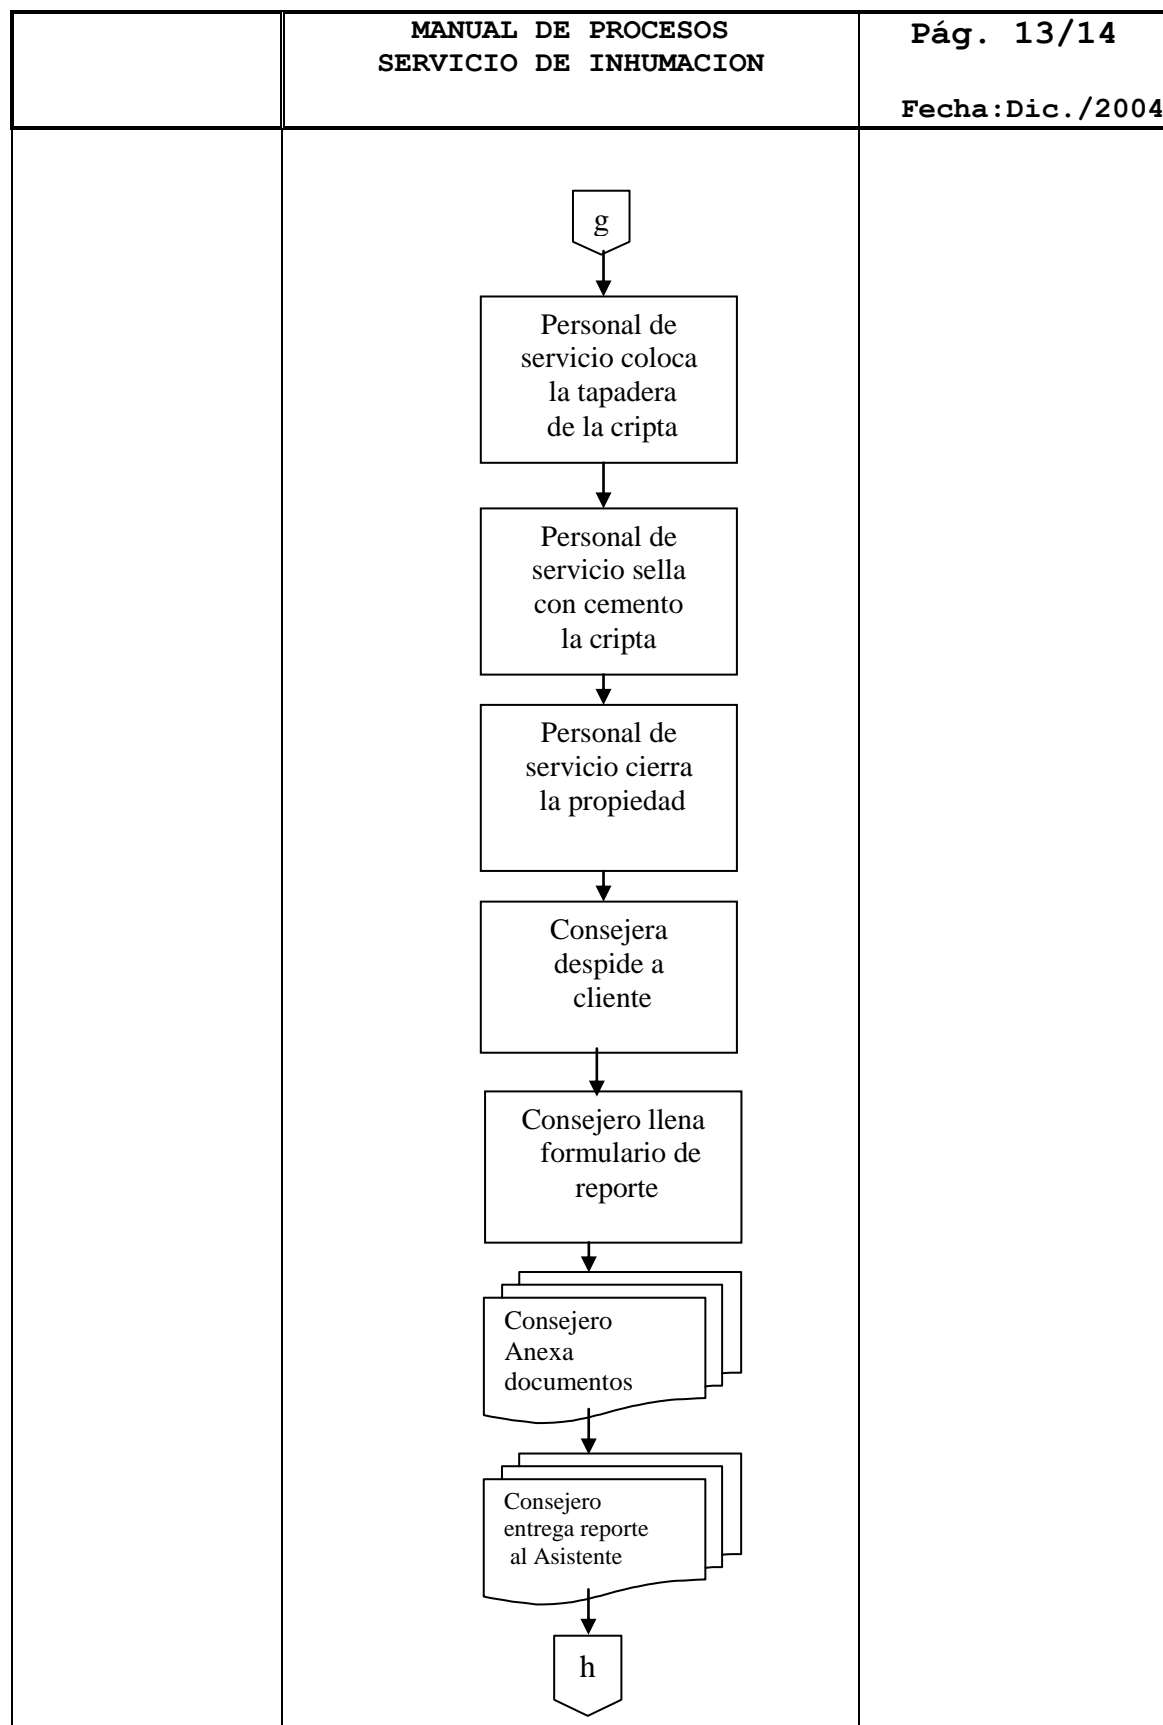 MANUAL DE PROCESOS
SERVICIO DE INHUMACION
Pág. 13/14
Fecha:Dic./2004
g
Personal de
servicio coloca
la tapadera
de la cripta
Personal de
servicio sella
con cemento
la cripta
Personal de
servicio cierra
la propiedad
Consejera
despide a
cliente
Consejero llena
formulario de
reporte
Consejero
Anexa
documentos
Consejero
entrega reporte
al Asistente
h